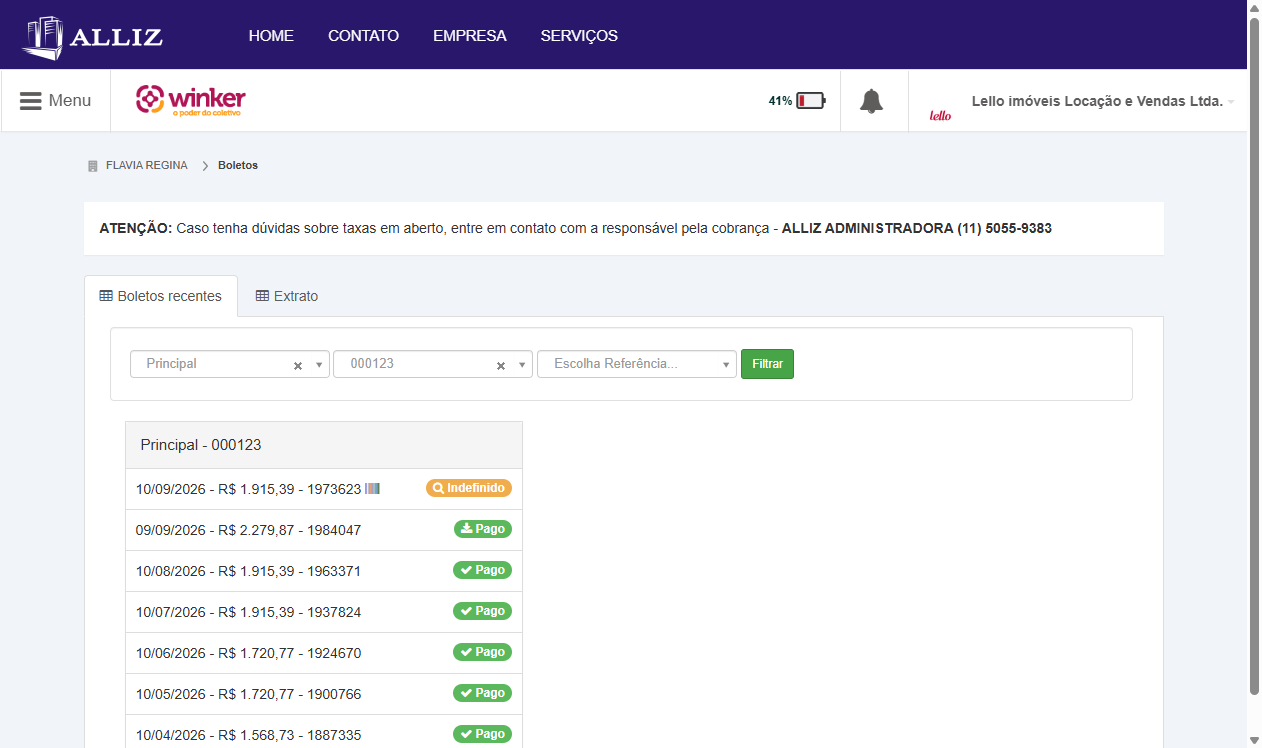 ALLIZ
HOME CONTATO EMPRESA SERVIÇOS
Menu
winker
o poder do coletivo
41%
lello
Lello imóveis Locação e Vendas Ltda.
FLAVIA REGINA > Boletos
ATENÇÃO: Caso tenha dúvidas sobre taxas em aberto, entre em contato com a responsável pela cobrança - ALLIZ ADMINISTRADORA (11) 5055-9383
Boletos recentes Extrato
Principal × 000123 × Escolha Referência... Filtrar
Principal - 000123
10/09/2026 - R$ 1.915,39 - 1973623 Indefinido
09/09/2026 - R$ 2.279,87 - 1984047 Pago
10/08/2026 - R$ 1.915,39 - 1963371 Pago
10/07/2026 - R$ 1.915,39 - 1937824 Pago
10/06/2026 - R$ 1.720,77 - 1924670 Pago
10/05/2026 - R$ 1.720,77 - 1900766 Pago
10/04/2026 - R$ 1.568,73 - 1887335 Pago